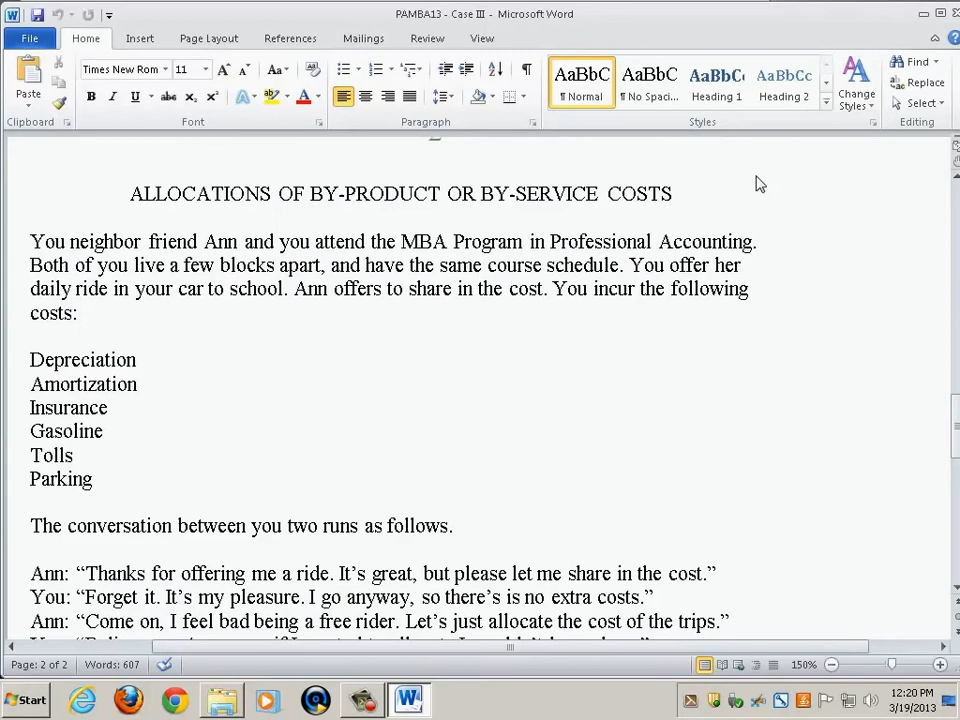 PAMBA13 - Case III - Microsoft Word
File Home Insert Page Layout References Mailings Review View
Paste
Times New Rom 11
B I U abc x₂ x² A ab A
Aa
AaBbC AaBbC AaBbCc AaBbCc
¶ Normal ¶ No Spaci... Heading 1 Heading 2
Change Styles
Find
Replace
Select
Clipboard Font Paragraph Styles Editing
ALLOCATIONS OF BY-PRODUCT OR BY-SERVICE COSTS
You neighbor friend Ann and you attend the MBA Program in Professional Accounting.
Both of you live a few blocks apart, and have the same course schedule. You offer her
daily ride in your car to school. Ann offers to share in the cost. You incur the following
costs:
Depreciation
Amortization
Insurance
Gasoline
Tolls
Parking
The conversation between you two runs as follows.
Ann: “Thanks for offering me a ride. It’s great, but please let me share in the cost.”
You: “Forget it. It’s my pleasure. I go anyway, so there’s is no extra costs.”
Ann: “Come on, I feel bad being a free rider. Let’s just allocate the cost of the trips.”
Page: 2 of 2 Words: 607 150%
Start
12:20 PM
3/19/2013